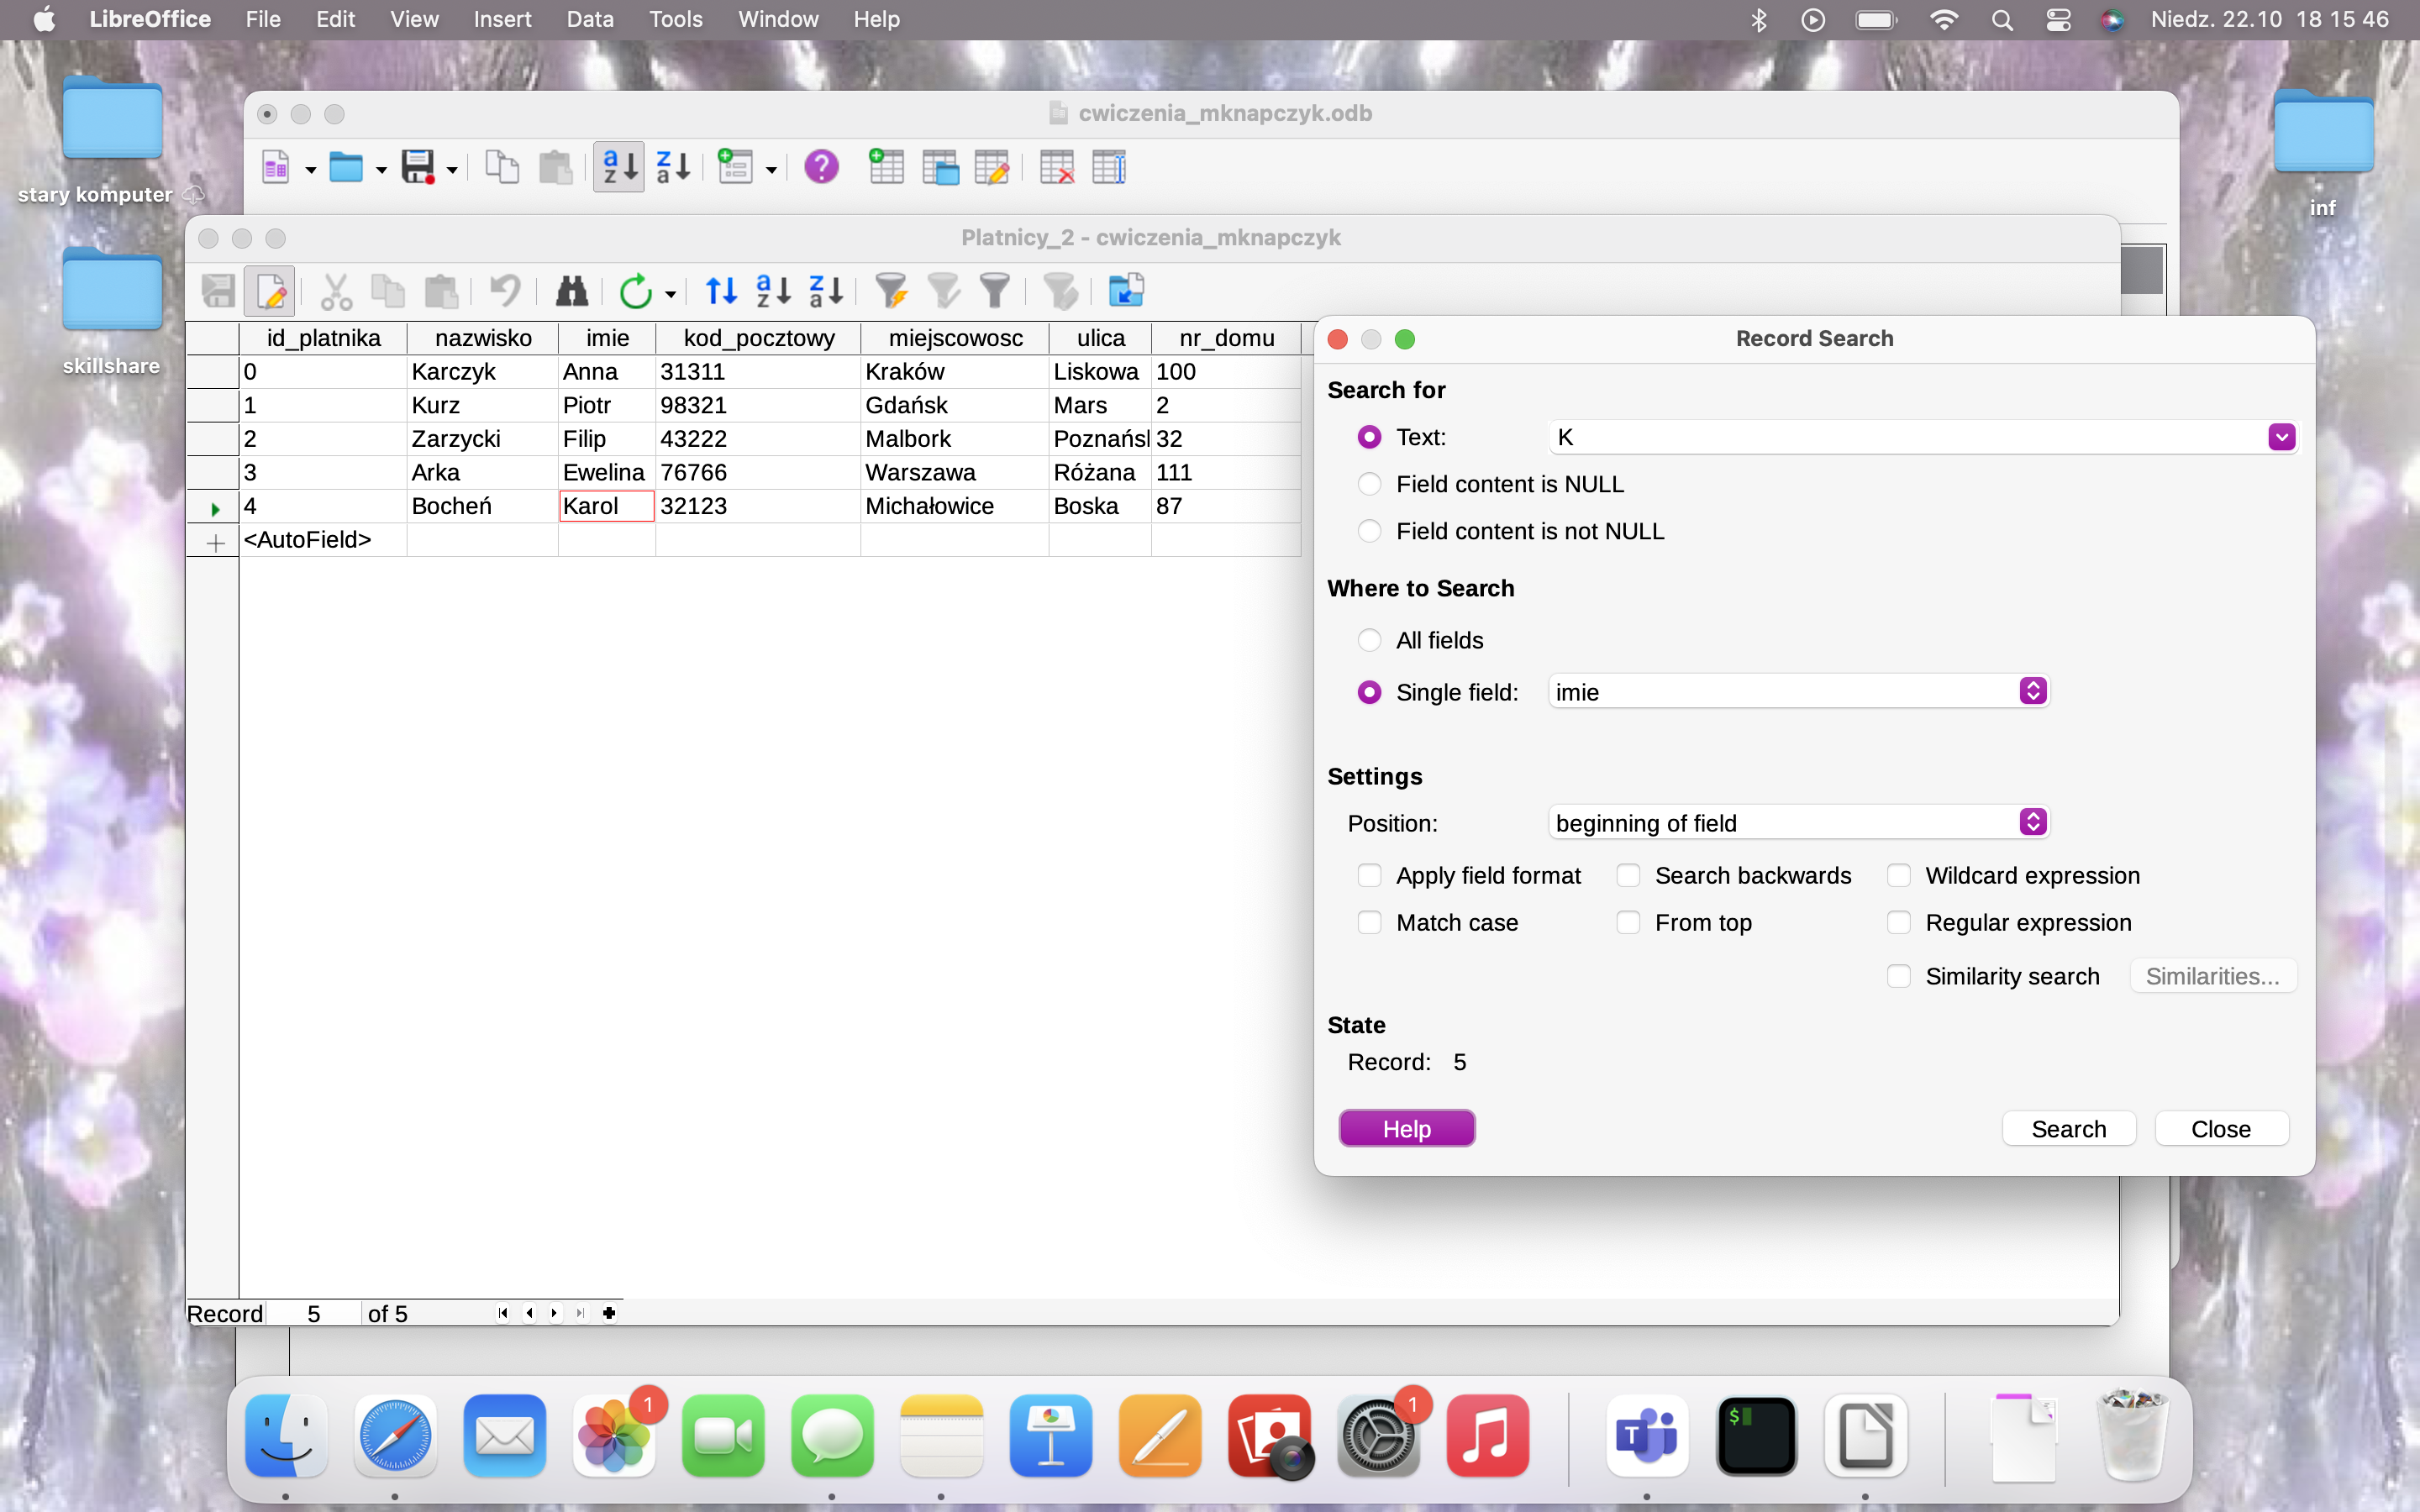 LibreOffice File Edit View Insert Data Tools Window Help Niedz. 22.10 18 15 46
stary komputer
skillshare
inf
cwiczenia_mknapczyk.odb
Platnicy_2 - cwiczenia_mknapczyk
id_platnika nazwisko imie kod_pocztowy miejscowosc ulica nr_domu
0 Karczyk Anna 31311 Kraków Liskowa 100
1 Kurz Piotr 98321 Gdańsk Mars 2
2 Zarzycki Filip 43222 Malbork Poznańsl 32
3 Arka Ewelina 76766 Warszawa Różana 111
4 Bocheń Karol 32123 Michałowice Boska 87
<AutoField>
Record 5 of 5
Record Search
Search for
Text: K
Field content is NULL
Field content is not NULL
Where to Search
All fields
Single field: imie
Settings
Position: beginning of field
Apply field format Search backwards Wildcard expression
Match case From top Regular expression
Similarity search Similarities...
State
Record: 5
Help Search Close
1
1
T
$